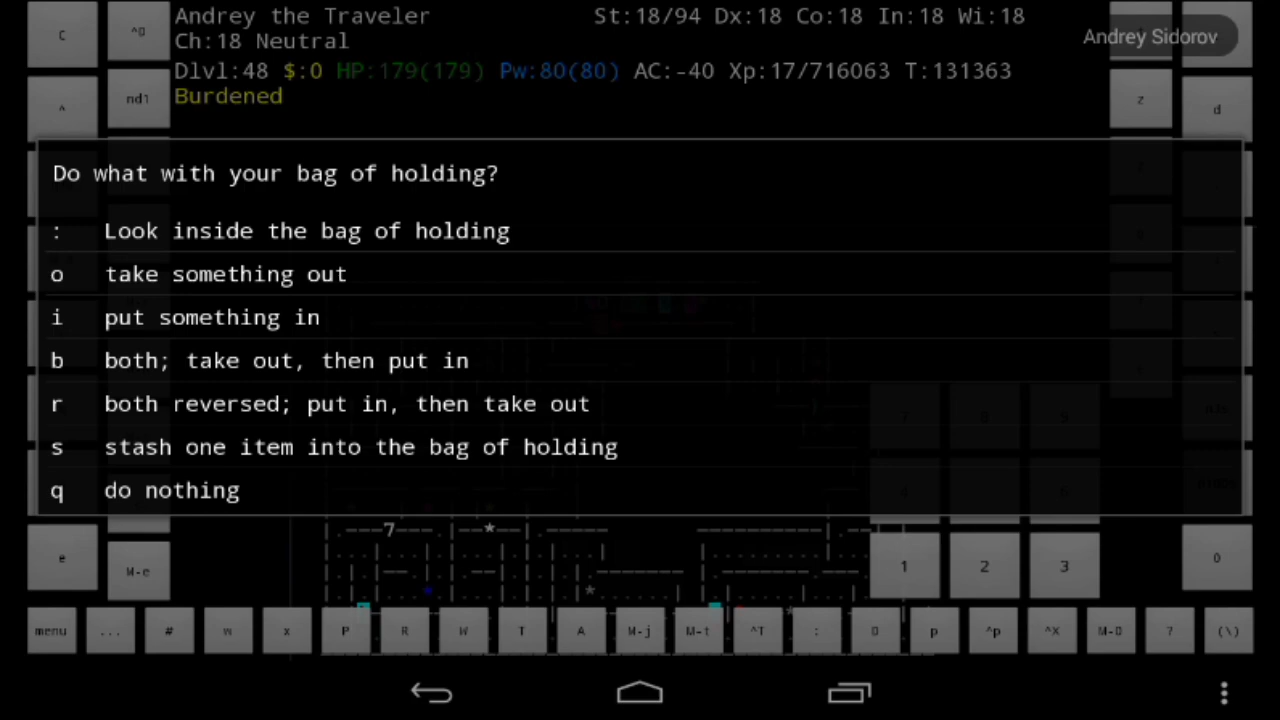 C
^0
Andrey the Traveler St:18/94 Dx:18 Co:18 In:18 Wi:18
Ch:18 Neutral
Andrey Sidorov
Dlvl:48 $:0 HP:179(179) Pw:80(80) AC:-40 Xp:17/716063 T:131363
Burdened
^
nd1
z
d
Do what with your bag of holding?
: Look inside the bag of holding
o take something out
i put something in
b both; take out, then put in
r both reversed; put in, then take out
s stash one item into the bag of holding
q do nothing
e
M-e
1 2 3
0
menu ... # w x P R W T A M-j M-t ^T : O p ^p ^X M-O ? (\)